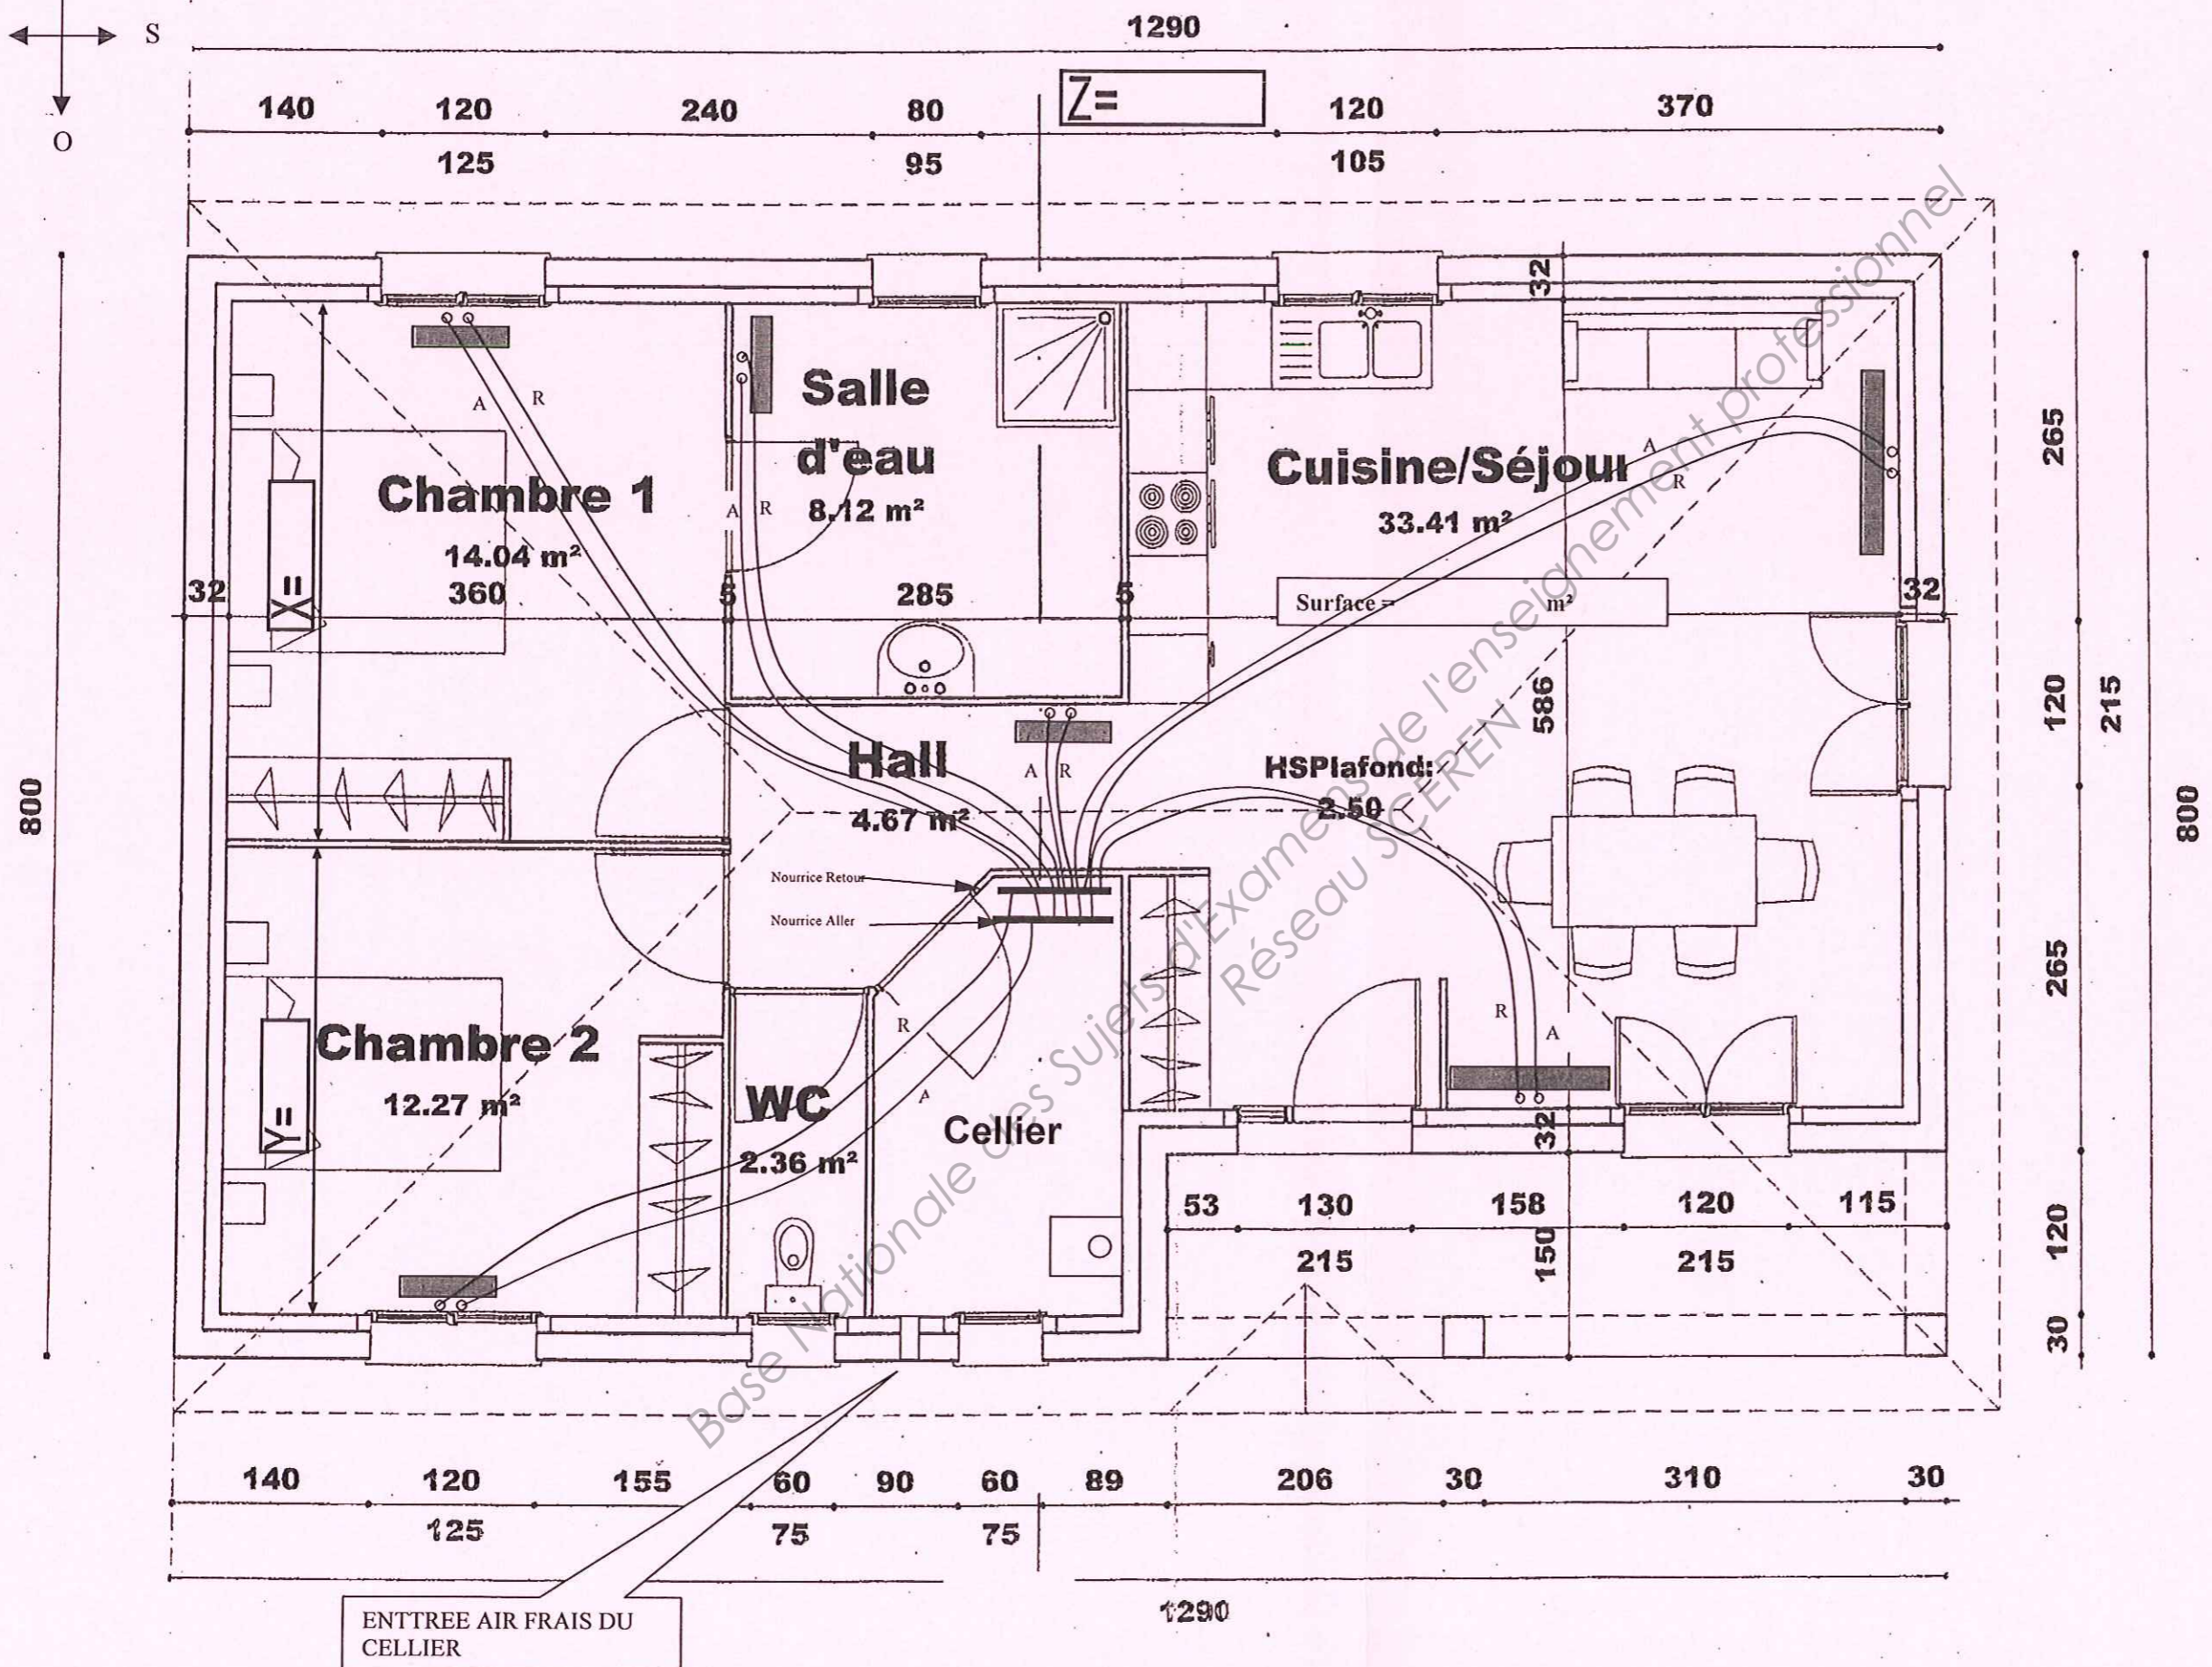 S
O
1290
Z=
140
120
240
80
120
370
125
95
105
32
Salle
d'eau
8.12 m²
Chambre 1
14.04 m²
Cuisine/Séjour
33.41 m²
A
R
A
R
A
R
265
32
360
5
285
5
32
X=
Surface =
m²
586
120
215
Hall
4.67 m²
A
R
HSPlafond:
2.50
800
800
Nourrice Retour
Nourrice Aller
265
Chambre 2
12.27 m²
Y=
WC
2.36 m²
R
A
Cellier
R
A
32
53
130
158
120
115
150
215
215
120
30
140
120
155
60
90
60
89
206
30
310
30
125
75
75
1290
ENTTREE AIR FRAIS DU
CELLIER
Base Nationale des Sujets d'Examens de l'enseignement professionnel
Réseau SCEREN